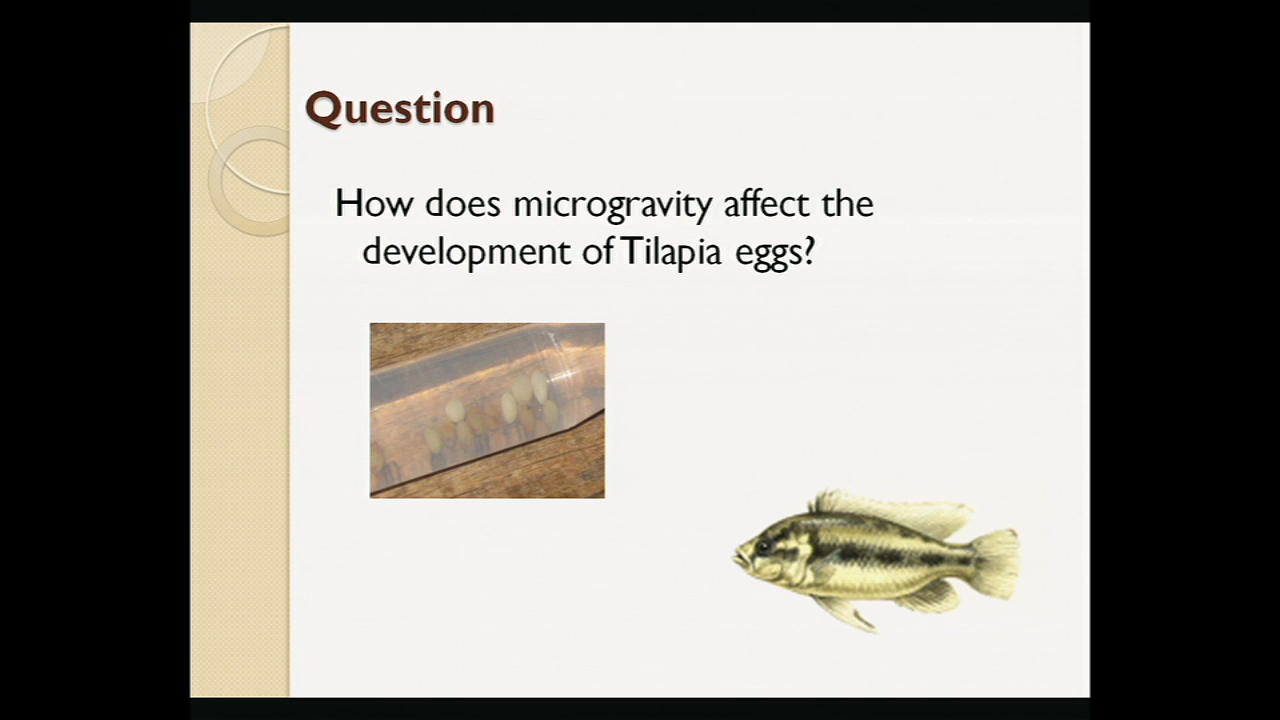 Question
How does microgravity affect the
development of Tilapia eggs?